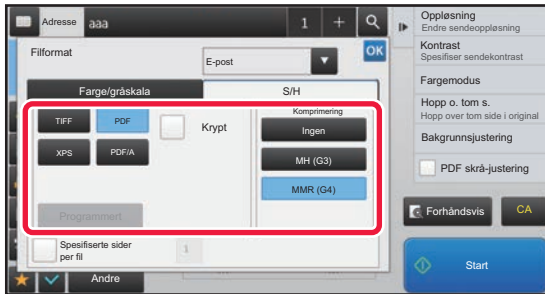 Adresse
aaa
1
+
Filformat
E-post
OK
Farge/gråskala
S/H
TIFF
PDF
Krypt
XPS
PDF/A
Programmert
Komprimering
Ingen
MH (G3)
MMR (G4)
Spesifiserte sider
per fil
1
Andre
Oppløsning
Endre sendeoppløsning
Kontrast
Spesifiser sendekontrast
Fargemodus
Hopp o. tom s.
Hopp over tom side i original
Bakgrunnsjustering
PDF skrå-justering
Forhåndsvis
CA
Start